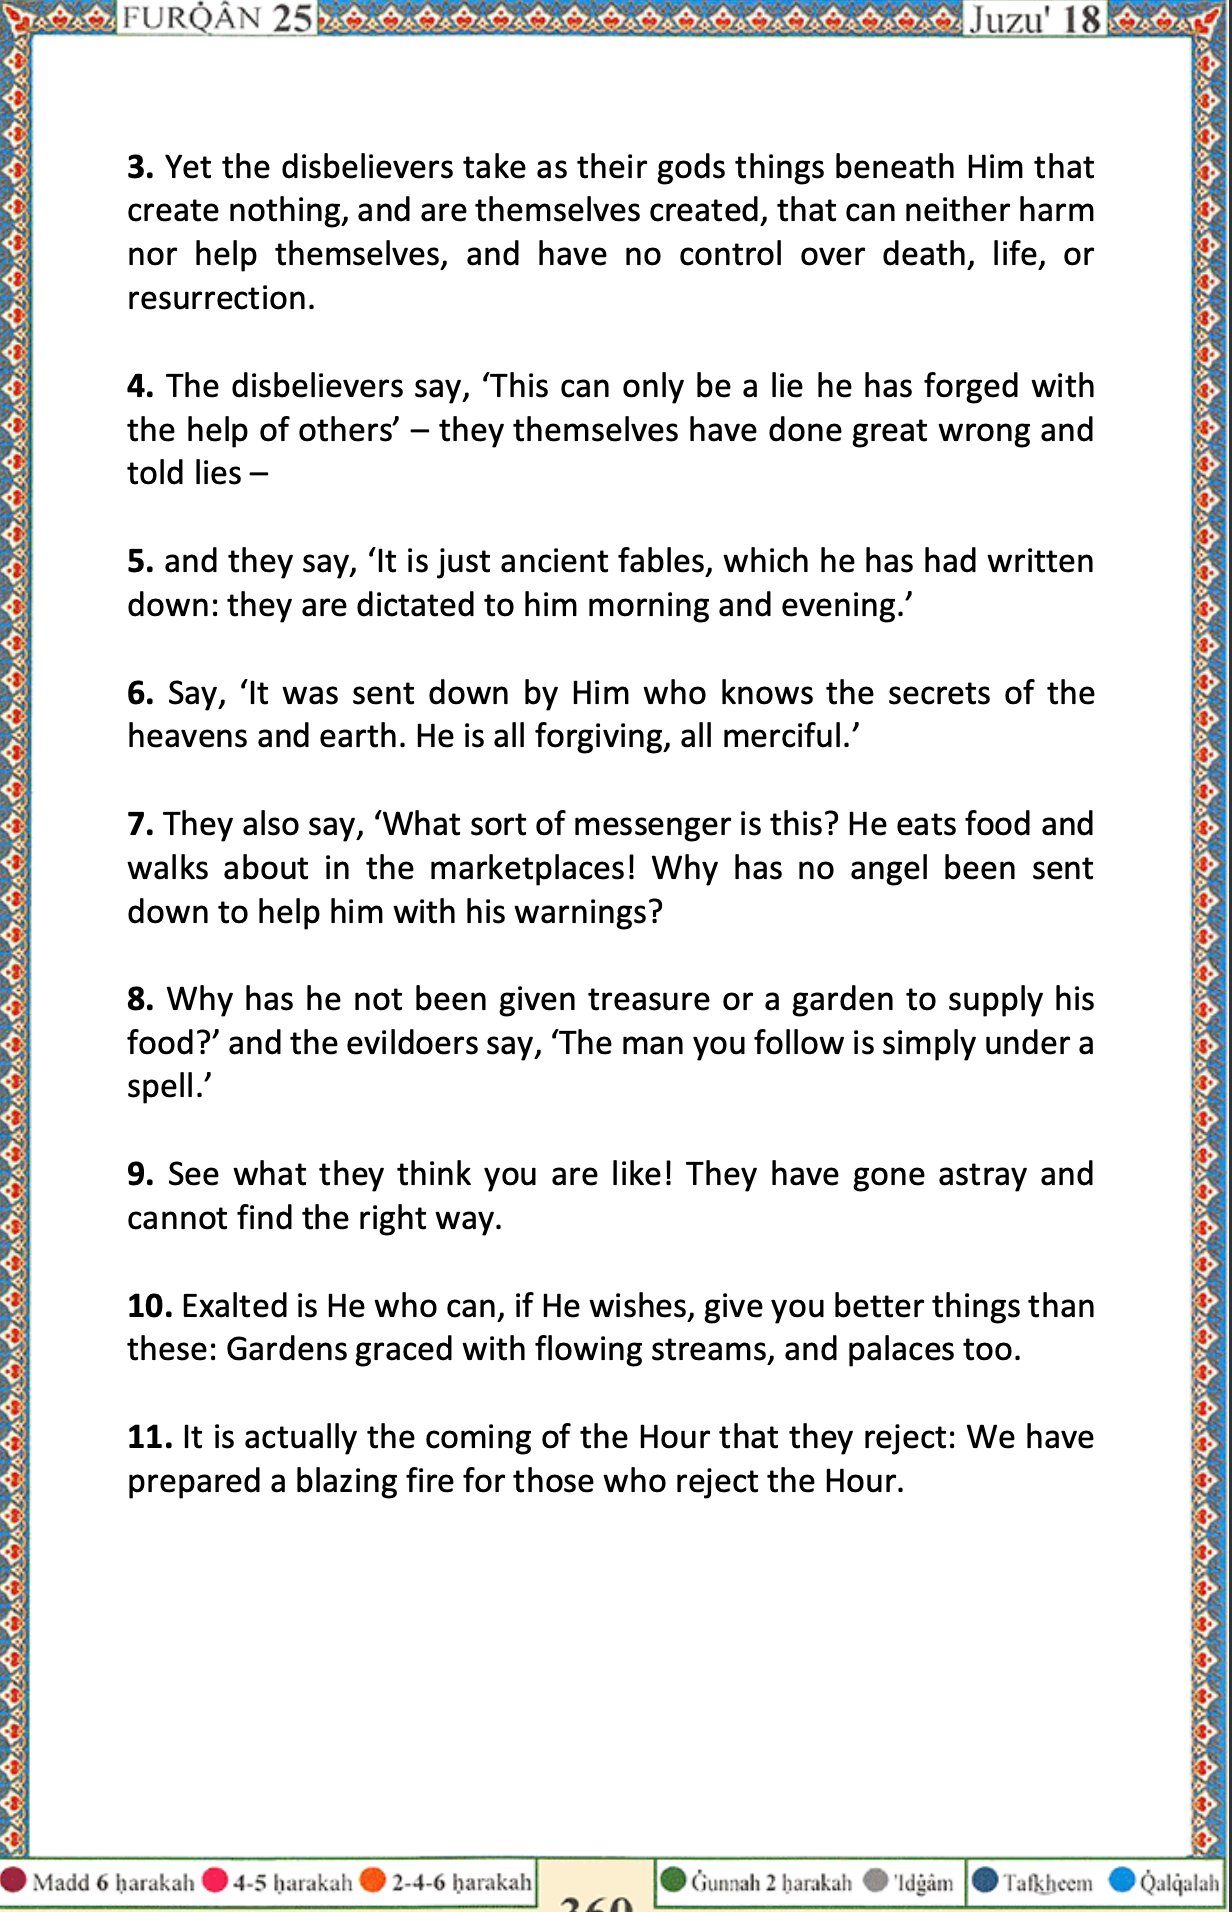 FURQ̇ÂN 25
Juzu' 18
3. Yet the disbelievers take as their gods things beneath Him that
create nothing, and are themselves created, that can neither harm
nor help themselves, and have no control over death, life, or
resurrection.
4. The disbelievers say, ‘This can only be a lie he has forged with
the help of others’ – they themselves have done great wrong and
told lies –
5. and they say, ‘It is just ancient fables, which he has had written
down: they are dictated to him morning and evening.’
6. Say, ‘It was sent down by Him who knows the secrets of the
heavens and earth. He is all forgiving, all merciful.’
7. They also say, ‘What sort of messenger is this? He eats food and
walks about in the marketplaces! Why has no angel been sent
down to help him with his warnings?
8. Why has he not been given treasure or a garden to supply his
food?’ and the evildoers say, ‘The man you follow is simply under a
spell.’
9. See what they think you are like! They have gone astray and
cannot find the right way.
10. Exalted is He who can, if He wishes, give you better things than
these: Gardens graced with flowing streams, and palaces too.
11. It is actually the coming of the Hour that they reject: We have
prepared a blazing fire for those who reject the Hour.
Madd 6 ḥarakah 4-5 ḥarakah 2-4-6 ḥarakah
360
Ġunnah 2 ḥarakah 'Idġâm Tafk͟heem Q̇alq̇alah